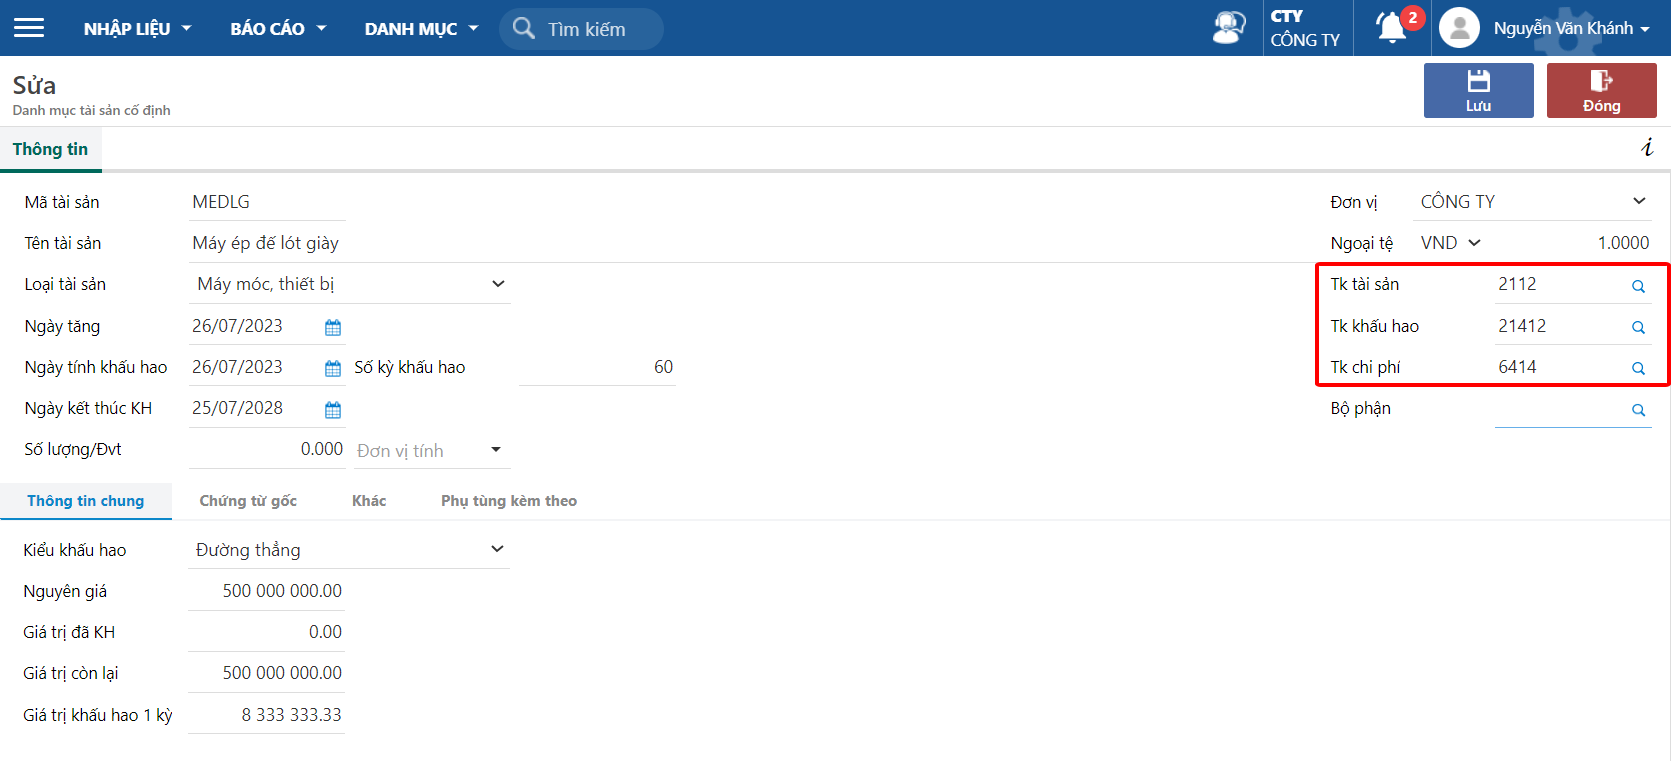 NHẬP LIỆU BÁO CÁO DANH MỤC Tìm kiếm CTY CÔNG TY 2 Nguyễn Văn Khánh
Sửa
Danh mục tài sản cố định
Lưu Đóng
Thông tin i
Mã tài sản MEDLG Đơn vị CÔNG TY
Tên tài sản Máy ép đế lót giày Ngoại tệ VND 1.0000
Loại tài sản Máy móc, thiết bị Tk tài sản 2112
Ngày tăng 26/07/2023 Tk khấu hao 21412
Ngày tính khấu hao 26/07/2023 Số kỳ khấu hao 60 Tk chi phí 6414
Ngày kết thúc KH 25/07/2028 Bộ phận
Số lượng/Đvt 0.000 Đơn vị tính
Thông tin chung Chứng từ gốc Khác Phụ tùng kèm theo
Kiểu khấu hao Đường thẳng
Nguyên giá 500 000 000.00
Giá trị đã KH 0.00
Giá trị còn lại 500 000 000.00
Giá trị khấu hao 1 kỳ 8 333 333.33